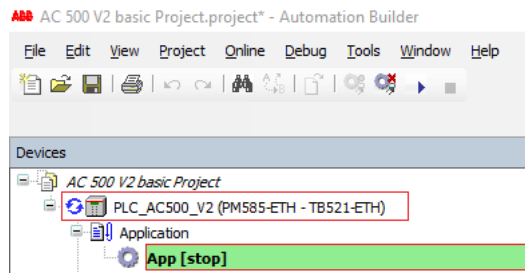 ABB AC 500 V2 basic Project.project* - Automation Builder
File Edit View Project Online Debug Tools Window Help
Devices
AC 500 V2 basic Project
PLC_AC500_V2 (PM585-ETH - TB521-ETH)
Application
App [stop]